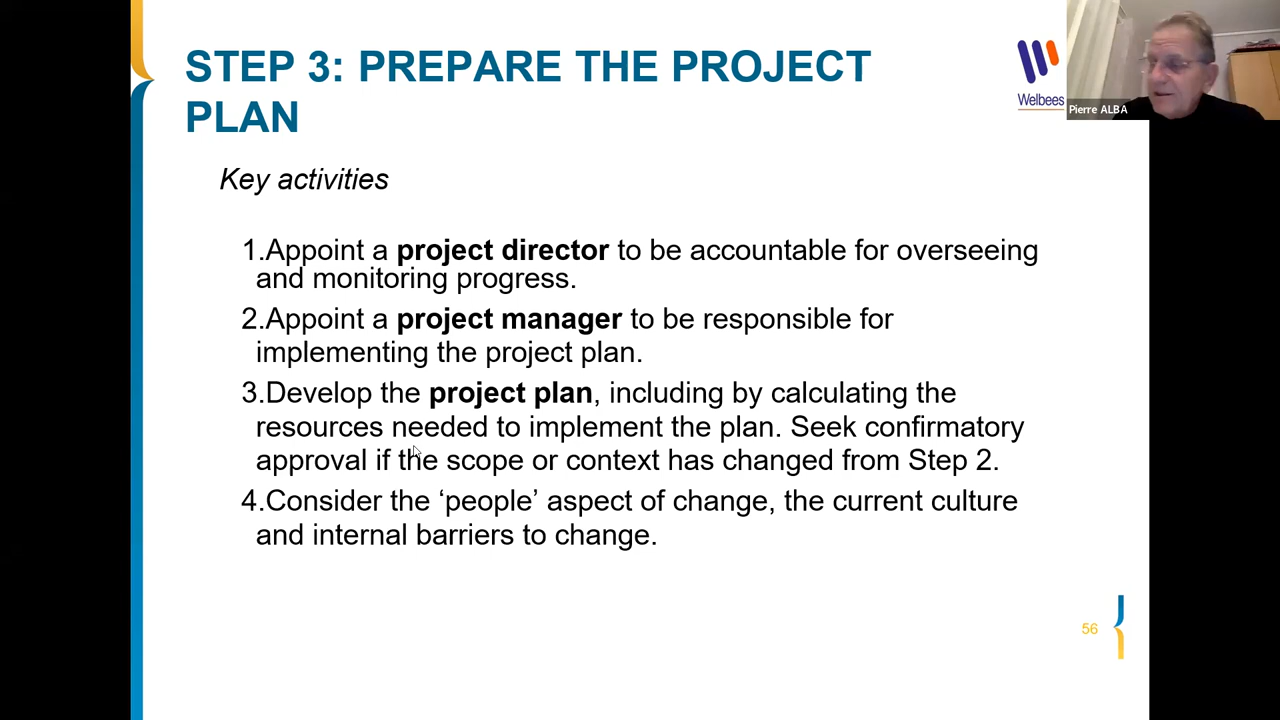 STEP 3: PREPARE THE PROJECT
PLAN
Welbees
Pierre ALBA
Key activities
1.Appoint a project director to be accountable for overseeing
and monitoring progress.
2.Appoint a project manager to be responsible for
implementing the project plan.
3.Develop the project plan, including by calculating the
resources needed to implement the plan. Seek confirmatory
approval if the scope or context has changed from Step 2.
4.Consider the ‘people’ aspect of change, the current culture
and internal barriers to change.
56